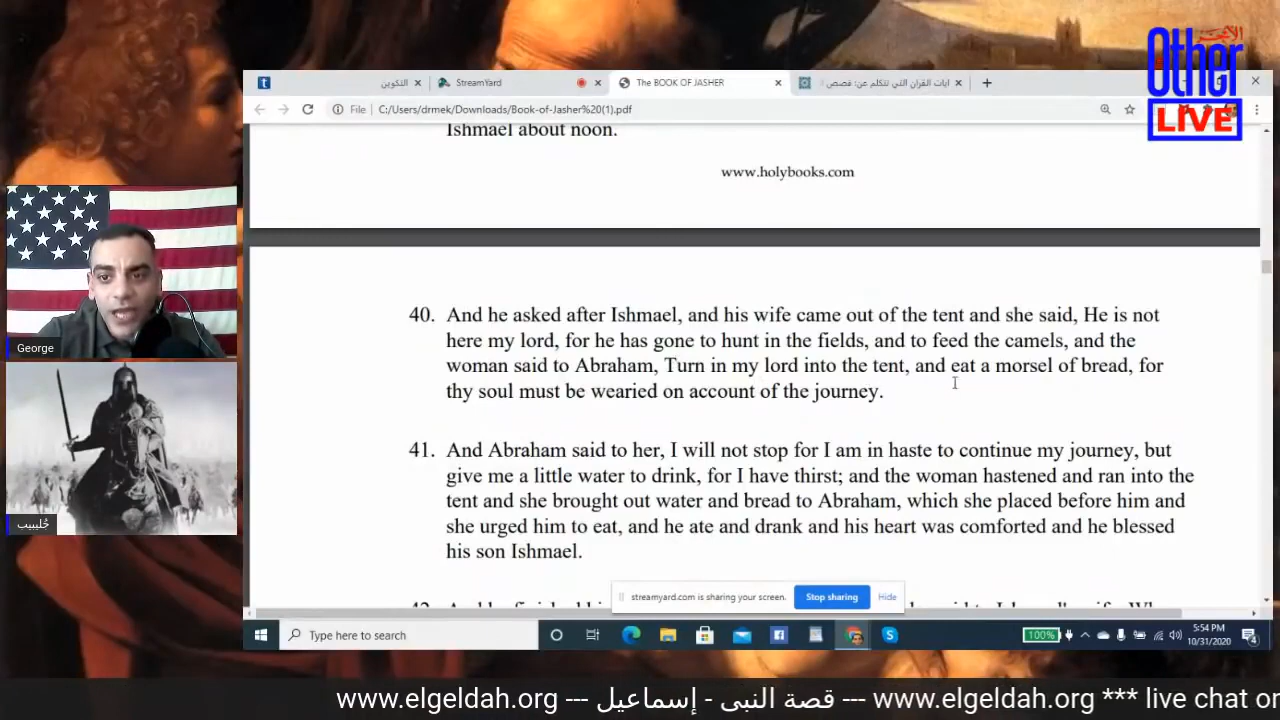 الآخر
Other
LIVE
التكوين
StreamYard
The BOOK OF JASHER
ايات القرآن التي تتكلم عن: قصص
File
C:/Users/drmek/Downloads/Book-of-Jasher%20(1).pdf
Ishmael about noon.
www.holybooks.com
40. And he asked after Ishmael, and his wife came out of the tent and she said, He is not
here my lord, for he has gone to hunt in the fields, and to feed the camels, and the
woman said to Abraham, Turn in my lord into the tent, and eat a morsel of bread, for
thy soul must be wearied on account of the journey.
41. And Abraham said to her, I will not stop for I am in haste to continue my journey, but
give me a little water to drink, for I have thirst; and the woman hastened and ran into the
tent and she brought out water and bread to Abraham, which she placed before him and
she urged him to eat, and he ate and drank and his heart was comforted and he blessed
his son Ishmael.
George
streamyard.com is sharing your screen.
Stop sharing
Hide
Type here to search
100%
5:54 PM
10/31/2020
www.elgeldah.org --- قصة النبى - إسماعيل --- www.elgeldah.org *** live chat on